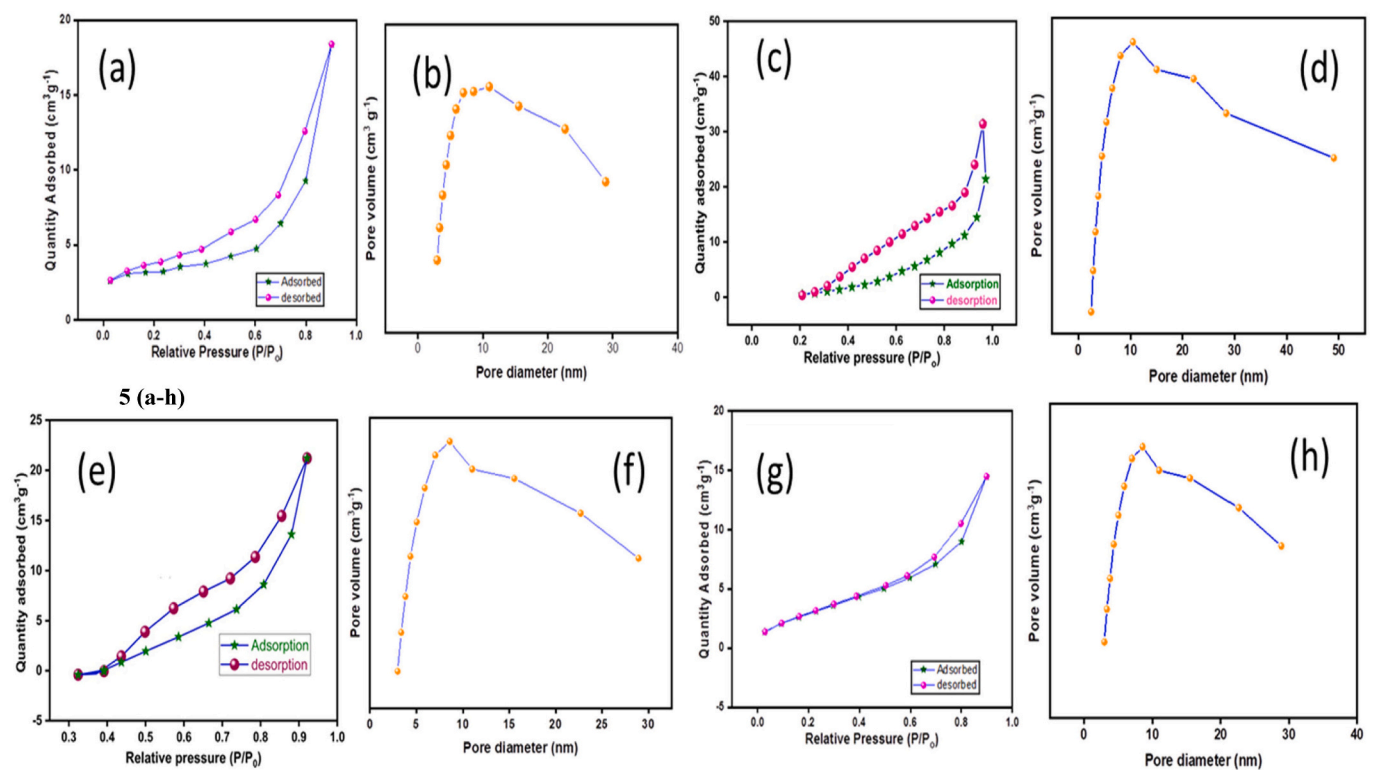 (a)
Quantity Adsorbed (cm³g⁻¹)
20
15
10
5
0
0.0 0.2 0.4 0.6 0.8 1.0
Relative Pressure (P/P₀)
Adsorbed
desorbed
(b)
Pore volume (cm³ g⁻¹)
0 10 20 30 40
Pore diameter (nm)
(c)
Quantity adsorbed (cm³g⁻¹)
50
40
30
20
10
0
0.0 0.2 0.4 0.6 0.8 1.0
Relative pressure (P/P₀)
Adsorption
desorption
(d)
Pore volume (cm³g⁻¹)
0 10 20 30 40 50
Pore diameter (nm)
5 (a-h)
(e)
Quantity adsorbed (cm³g⁻¹)
25
20
15
10
5
0
-5
0.3 0.4 0.5 0.6 0.7 0.8 0.9 1.0
Relative pressure (P/P₀)
Adsorption
desorption
(f)
Pore volume (cm³g⁻¹)
0 5 10 15 20 25 30
Pore diameter (nm)
(g)
Quantity Adsorbed (cm³g⁻¹)
20
15
10
5
0
-5
0.0 0.2 0.4 0.6 0.8 1.0
Relative Pressure (P/P₀)
Adsorbed
desorbed
(h)
Pore volume (cm³g⁻¹)
0 10 20 30 40
Pore diameter (nm)